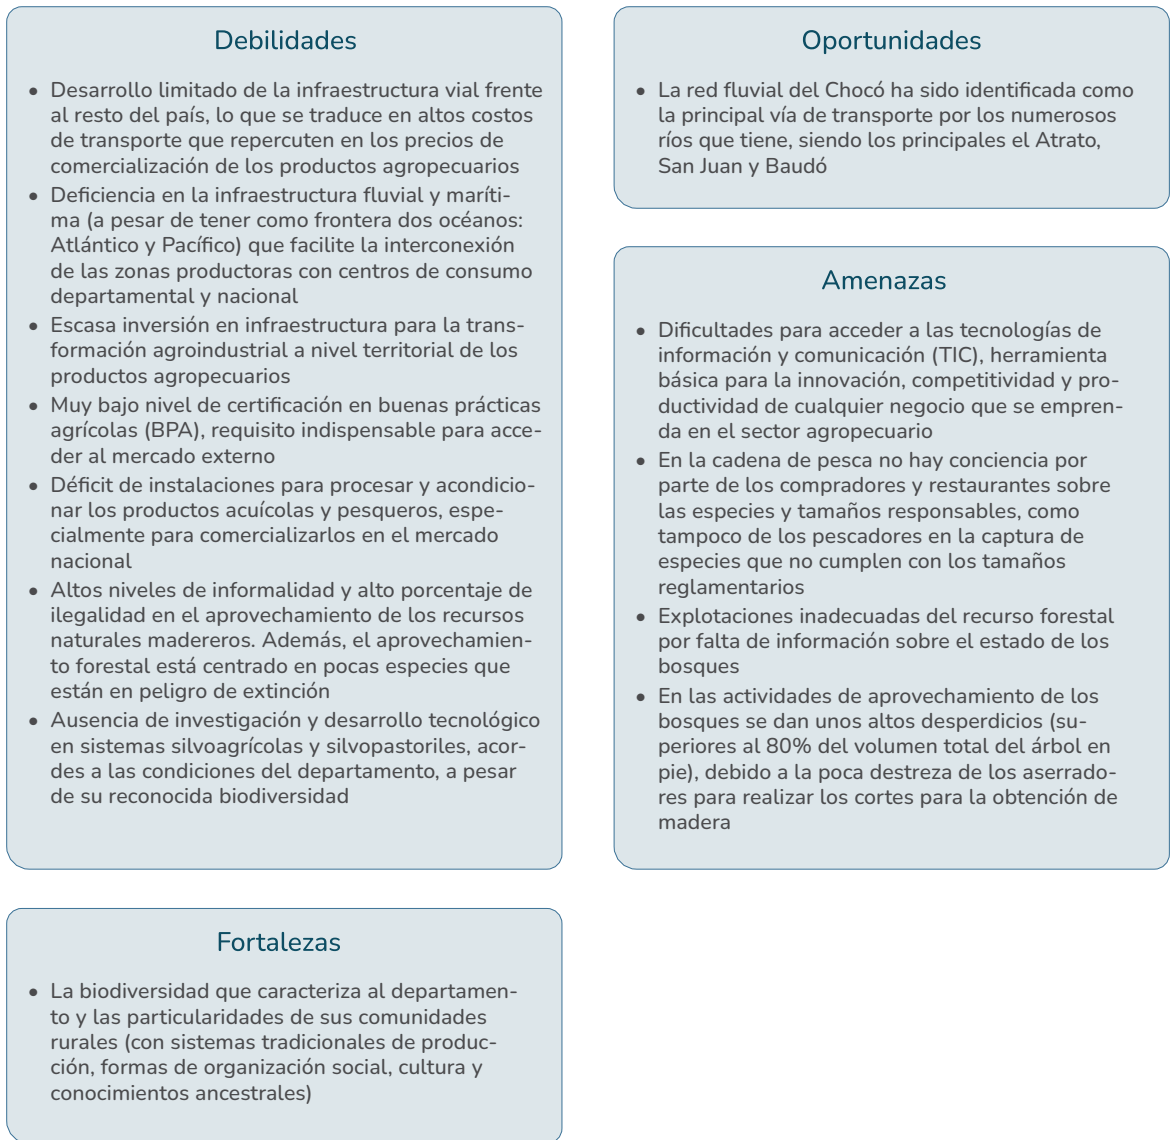 Debilidades
• Desarrollo limitado de la infraestructura vial frente
al resto del país, lo que se traduce en altos costos
de transporte que repercuten en los precios de
comercialización de los productos agropecuarios
• Deficiencia en la infraestructura fluvial y maríti-
ma (a pesar de tener como frontera dos océanos:
Atlántico y Pacífico) que facilite la interconexión
de las zonas productoras con centros de consumo
departamental y nacional
• Escasa inversión en infraestructura para la trans-
formación agroindustrial a nivel territorial de los
productos agropecuarios
• Muy bajo nivel de certificación en buenas prácticas
agrícolas (BPA), requisito indispensable para acce-
der al mercado externo
• Déficit de instalaciones para procesar y acondicio-
nar los productos acuícolas y pesqueros, espe-
cialmente para comercializarlos en el mercado
nacional
• Altos niveles de informalidad y alto porcentaje de
ilegalidad en el aprovechamiento de los recursos
naturales madereros. Además, el aprovechamien-
to forestal está centrado en pocas especies que
están en peligro de extinción
• Ausencia de investigación y desarrollo tecnológico
en sistemas silvoagrícolas y silvopastoriles, acor-
des a las condiciones del departamento, a pesar
de su reconocida biodiversidad
Oportunidades
• La red fluvial del Chocó ha sido identificada como
la principal vía de transporte por los numerosos
ríos que tiene, siendo los principales el Atrato,
San Juan y Baudó
Amenazas
• Dificultades para acceder a las tecnologías de
información y comunicación (TIC), herramienta
básica para la innovación, competitividad y pro-
ductividad de cualquier negocio que se empren-
da en el sector agropecuario
• En la cadena de pesca no hay conciencia por
parte de los compradores y restaurantes sobre
las especies y tamaños responsables, como
tampoco de los pescadores en la captura de
especies que no cumplen con los tamaños
reglamentarios
• Explotaciones inadecuadas del recurso forestal
por falta de información sobre el estado de los
bosques
• En las actividades de aprovechamiento de los
bosques se dan unos altos desperdicios (su-
periores al 80% del volumen total del árbol en
pie), debido a la poca destreza de los aserrado-
res para realizar los cortes para la obtención de
madera
Fortalezas
• La biodiversidad que caracteriza al departamen-
to y las particularidades de sus comunidades
rurales (con sistemas tradicionales de produc-
ción, formas de organización social, cultura y
conocimientos ancestrales)